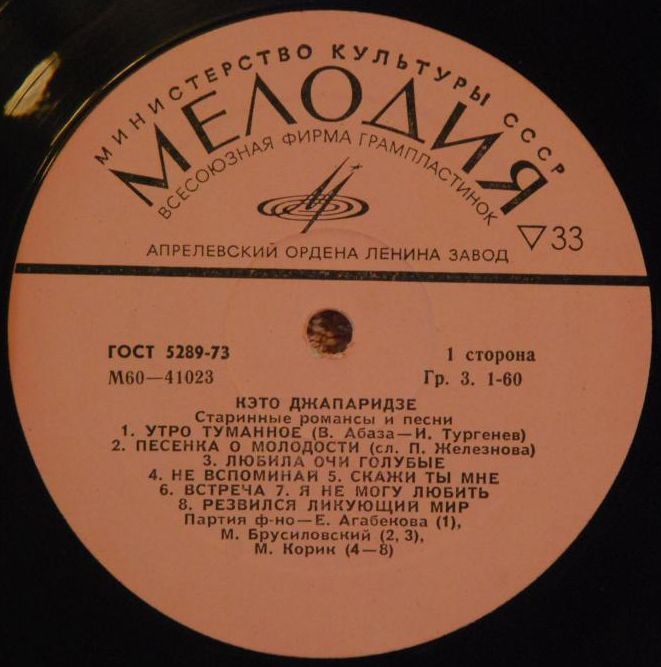 МИНИСТЕРСТВО КУЛЬТУРЫ СССР
МЕЛОДИЯ
ВСЕСОЮЗНАЯ ФИРМА ГРАМПЛАСТИНОК
АПРЕЛЕВСКИЙ ОРДЕНА ЛЕНИНА ЗАВОД
▽33
ГОСТ 5289-73
М60—41023
1 сторона
Гр. 3. 1-60
КЭТО ДЖАПАРИДЗЕ
Старинные романсы и песни
1. УТРО ТУМАННОЕ (В. Абаза—И. Тургенев)
2. ПЕСЕНКА О МОЛОДОСТИ (сл. П. Железнова)
3. ЛЮБИЛА ОЧИ ГОЛУБЫЕ
4. НЕ ВСПОМИНАЙ 5. СКАЖИ ТЫ МНЕ
6. ВСТРЕЧА 7. Я НЕ МОГУ ЛЮБИТЬ
8. РЕЗВИЛСЯ ЛИКУЮЩИЙ МИР
Партия ф-но—Е. Агабекова (1),
М. Брусиловский (2, 3),
М. Корик (4—8)